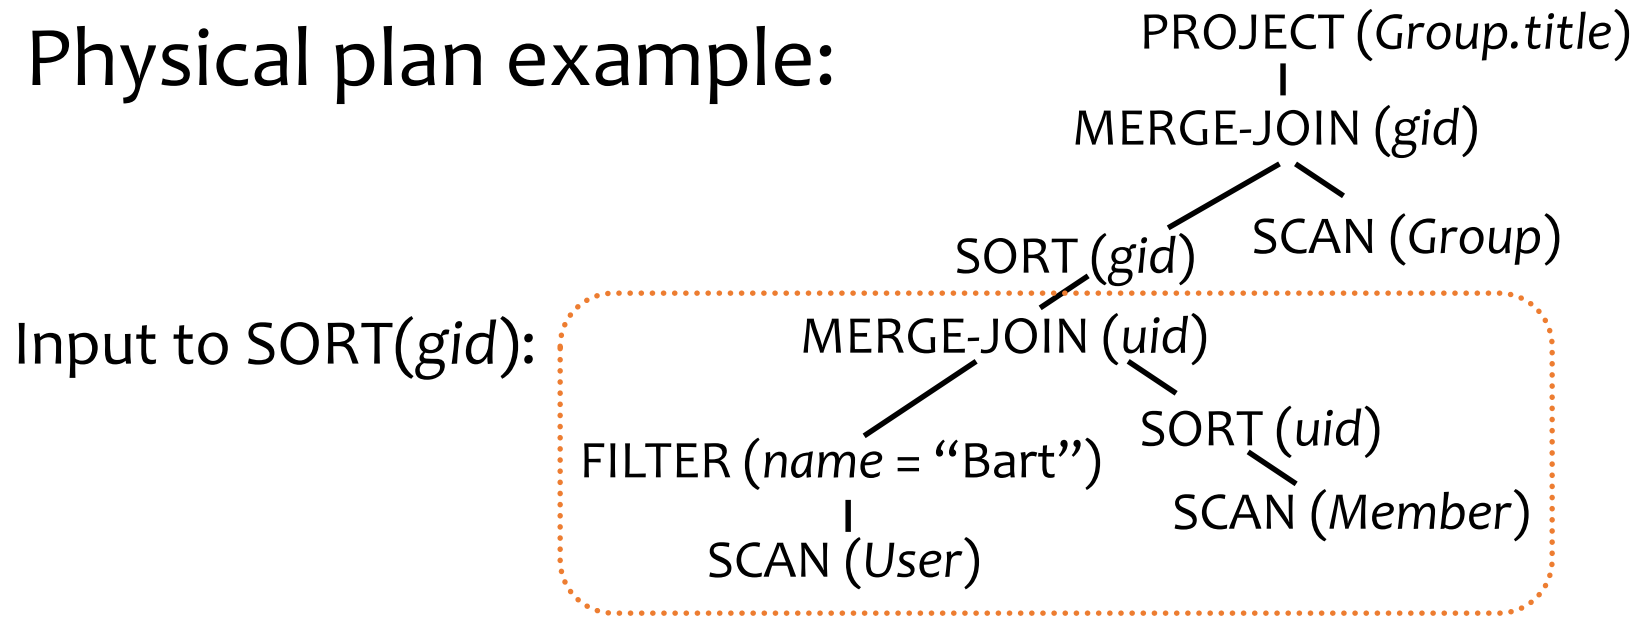 Physical plan example:
PROJECT (Group.title)
MERGE-JOIN (gid)
SORT (gid)
SCAN (Group)
Input to SORT(gid):
MERGE-JOIN (uid)
FILTER (name = “Bart”)
SORT (uid)
SCAN (User)
SCAN (Member)